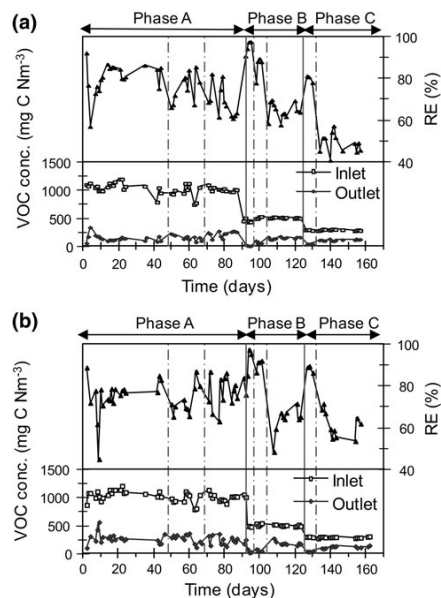 (a)
Phase A Phase B Phase C
100
80
60
40
RE (%)
VOC conc. (mg C Nm-3)
1500
1000
500
0
Inlet
Outlet
0 20 40 60 80 100 120 140 160
Time (days)
(b)
Phase A Phase B Phase C
100
80
60
40
RE (%)
VOC conc. (mg C Nm-3)
1500
1000
500
0
Inlet
Outlet
0 20 40 60 80 100 120 140 160
Time (days)